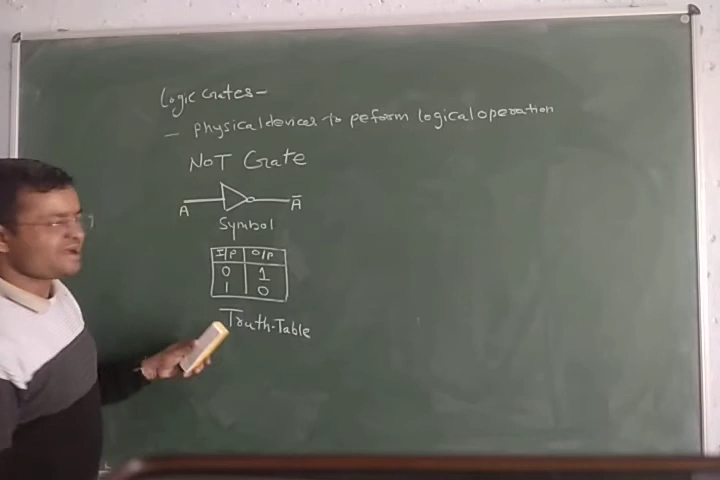 Logic Gates-
- physical devices to peform logical operation
NOT Gate
A Ā
Symbol
I/P O/P
0 1
1 0
Truth-Table